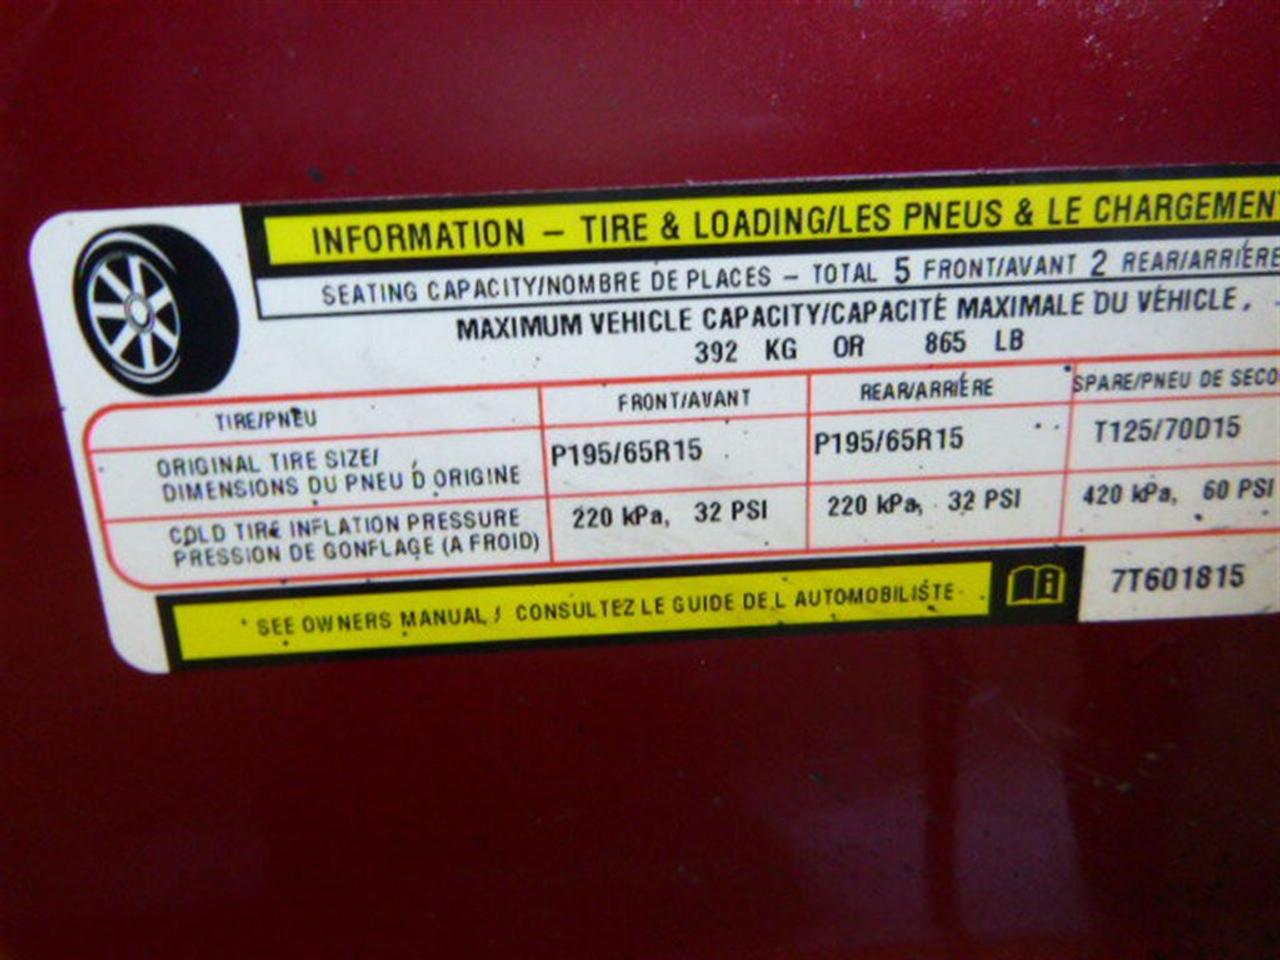 INFORMATION – TIRE & LOADING/LES PNEUS & LE CHARGEMENT
SEATING CAPACITY/NOMBRE DE PLACES – TOTAL 5 FRONT/AVANT 2 REAR/ARRIÈRE
MAXIMUM VEHICLE CAPACITY/CAPACITÉ MAXIMALE DU VÉHICLE
392 KG OR 865 LB
TIRE/PNEU FRONT/AVANT REAR/ARRIÈRE SPARE/PNEU DE SECO
ORIGINAL TIRE SIZE/
DIMENSIONS DU PNEU D ORIGINE P195/65R15 P195/65R15 T125/70D15
COLD TIRE INFLATION PRESSURE
PRESSION DE GONFLAGE (A FROID) 220 kPa, 32 PSI 220 kPa, 32 PSI 420 kPa, 60 PSI
* SEE OWNERS MANUAL / CONSULTEZ LE GUIDE DE L AUTOMOBILISTE
7T601815